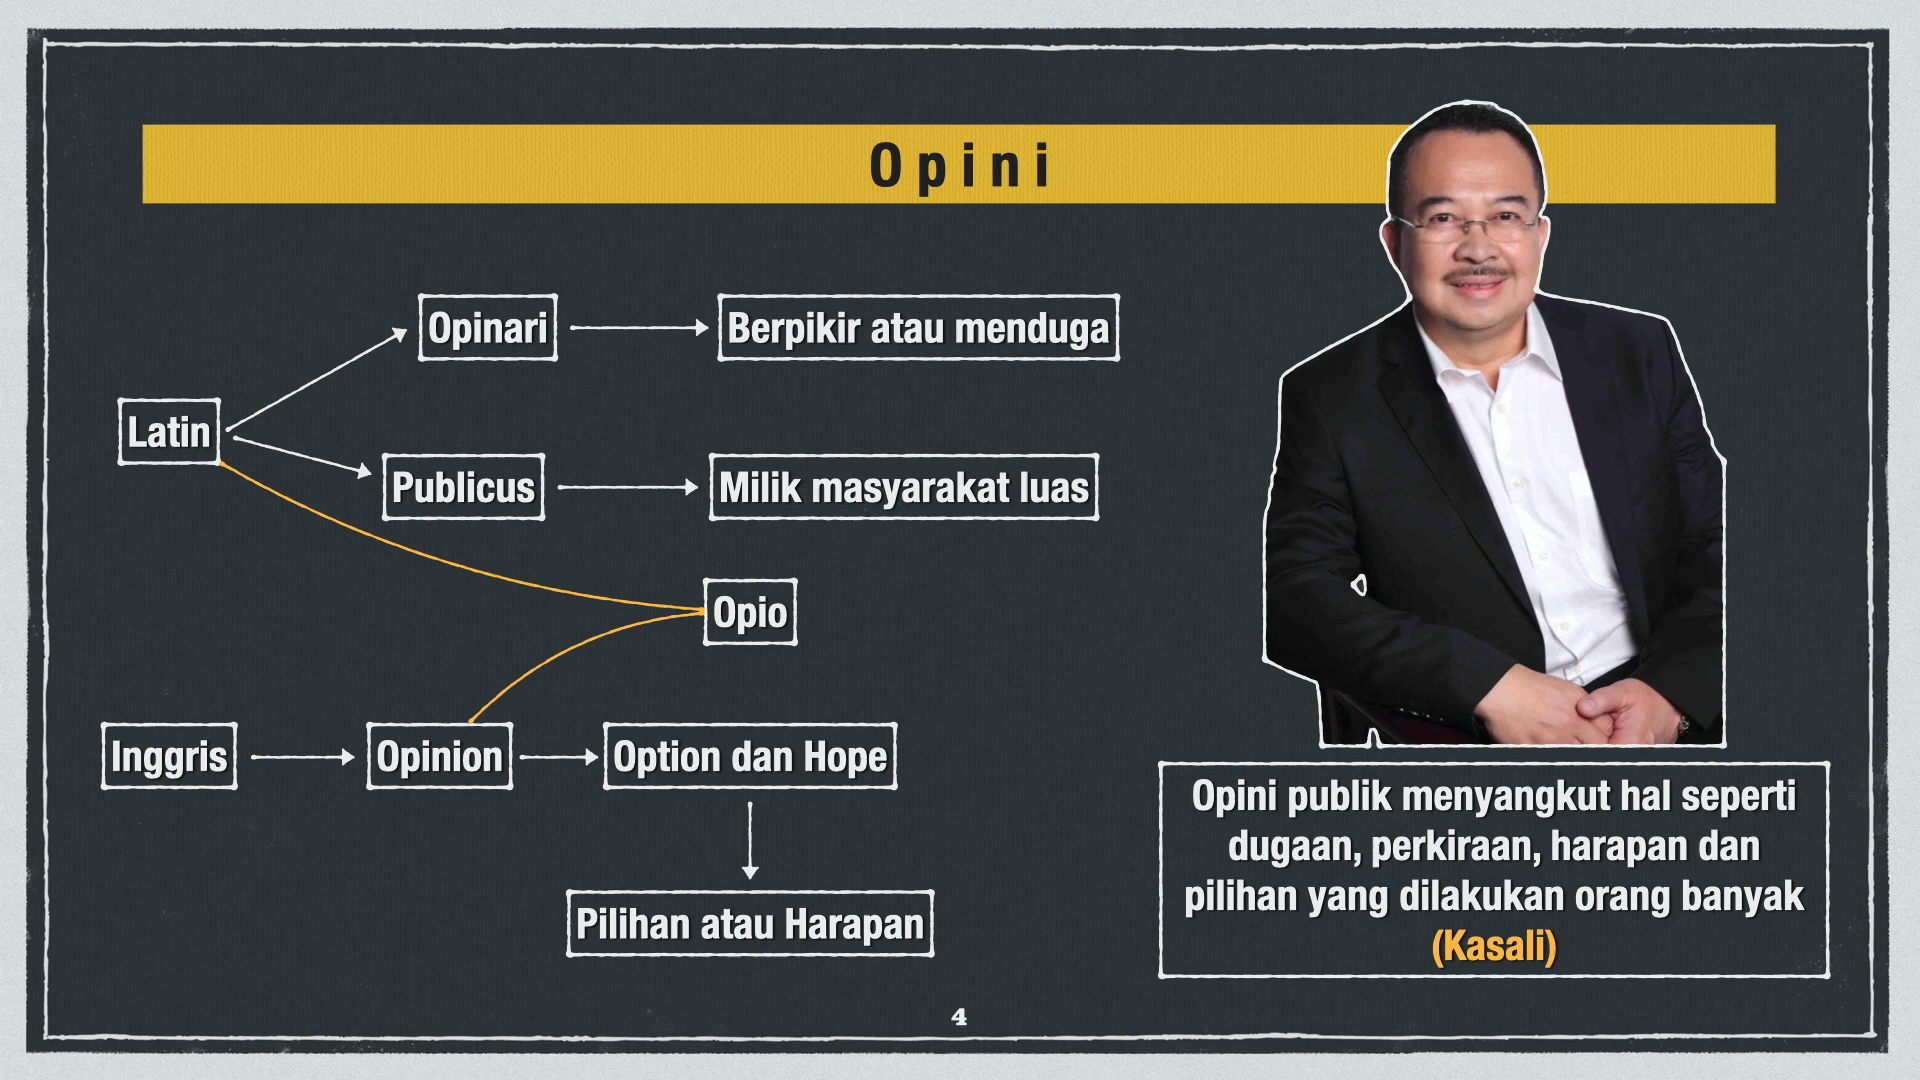 Opini
Opinari
Berpikir atau menduga
Latin
Publicus
Milik masyarakat luas
Opio
Inggris
Opinion
Option dan Hope
Pilihan atau Harapan
Opini publik menyangkut hal seperti
dugaan, perkiraan, harapan dan
pilihan yang dilakukan orang banyak
(Kasali)
4